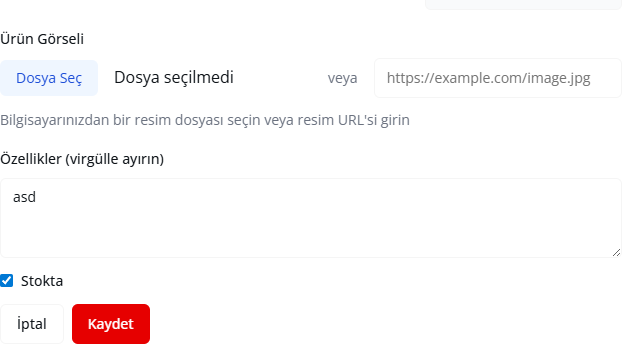 Ürün Görseli
Dosya Seç Dosya seçilmedi veya https://example.com/image.jpg
Bilgisayarınızdan bir resim dosyası seçin veya resim URL'si girin
Özellikler (virgülle ayırın)
asd
Stokta
İptal Kaydet